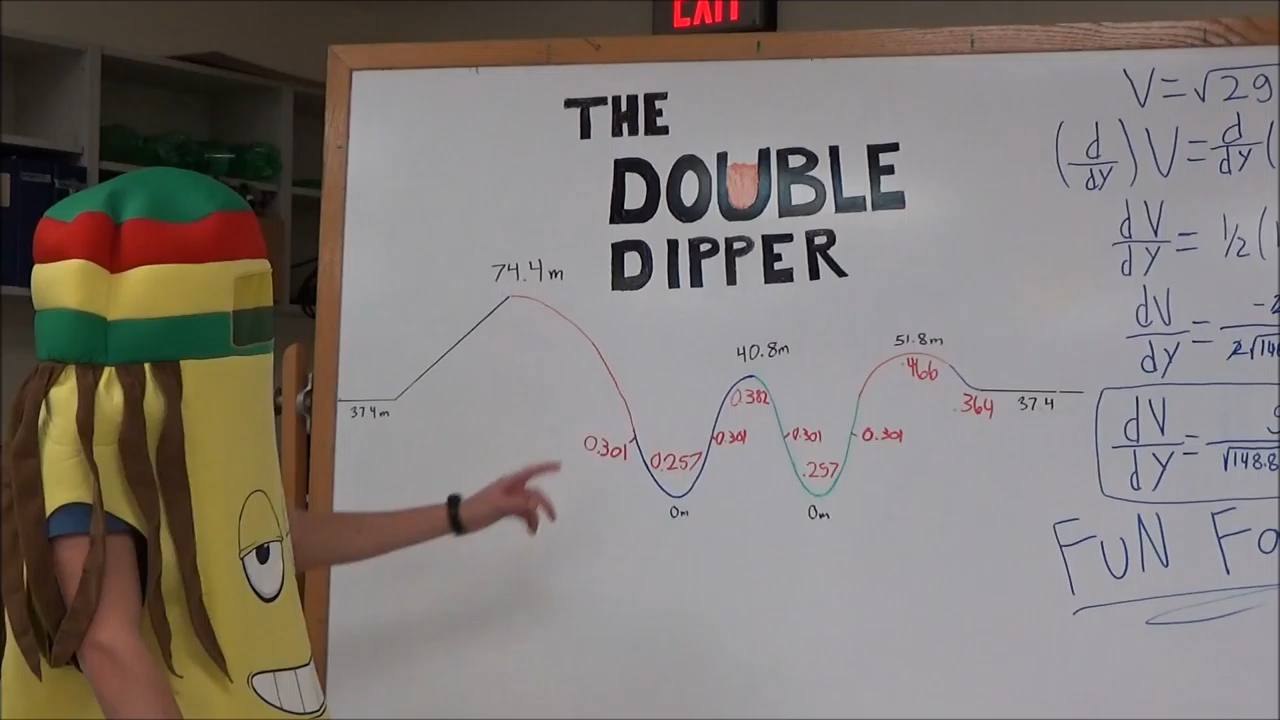 EXIT
THE
DOUBLE
DIPPER
74.4m
37.4m
40.8m
51.8m
0.382
.466
.364
37.4
0.301
0.257
0.301
0.301
.257
0.301
0m
0m
V=√29
(d/dy) V= d/dy (
dV/dy = 1/2 (
dV/dy =
dV/dy =
√148.8
FUN